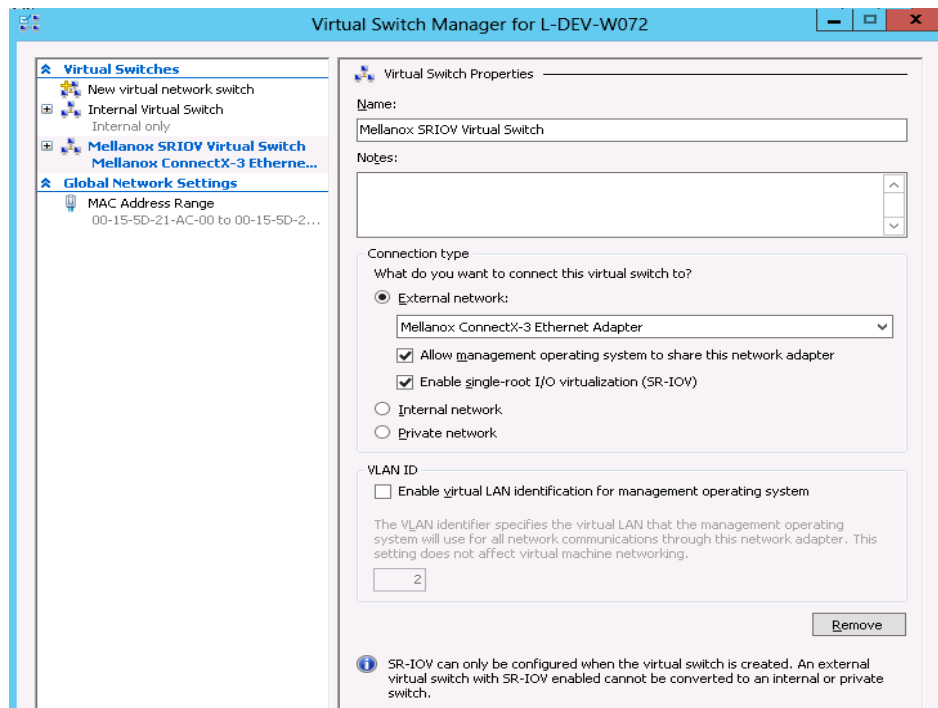 Virtual Switch Manager for L-DEV-W072
Virtual Switches
New virtual network switch
Internal Virtual Switch
Internal only
Mellanox SRIOV Virtual Switch
Mellanox ConnectX-3 Etherne...
Global Network Settings
MAC Address Range
00-15-5D-21-AC-00 to 00-15-5D-2...
Virtual Switch Properties
Name:
Mellanox SRIOV Virtual Switch
Notes:
Connection type
What do you want to connect this virtual switch to?
External network:
Mellanox ConnectX-3 Ethernet Adapter
Allow management operating system to share this network adapter
Enable single-root I/O virtualization (SR-IOV)
Internal network
Private network
VLAN ID
Enable virtual LAN identification for management operating system
The VLAN identifier specifies the virtual LAN that the management operating
system will use for all network communications through this network adapter. This
setting does not affect virtual machine networking.
2
Remove
SR-IOV can only be configured when the virtual switch is created. An external
virtual switch with SR-IOV enabled cannot be converted to an internal or private
switch.